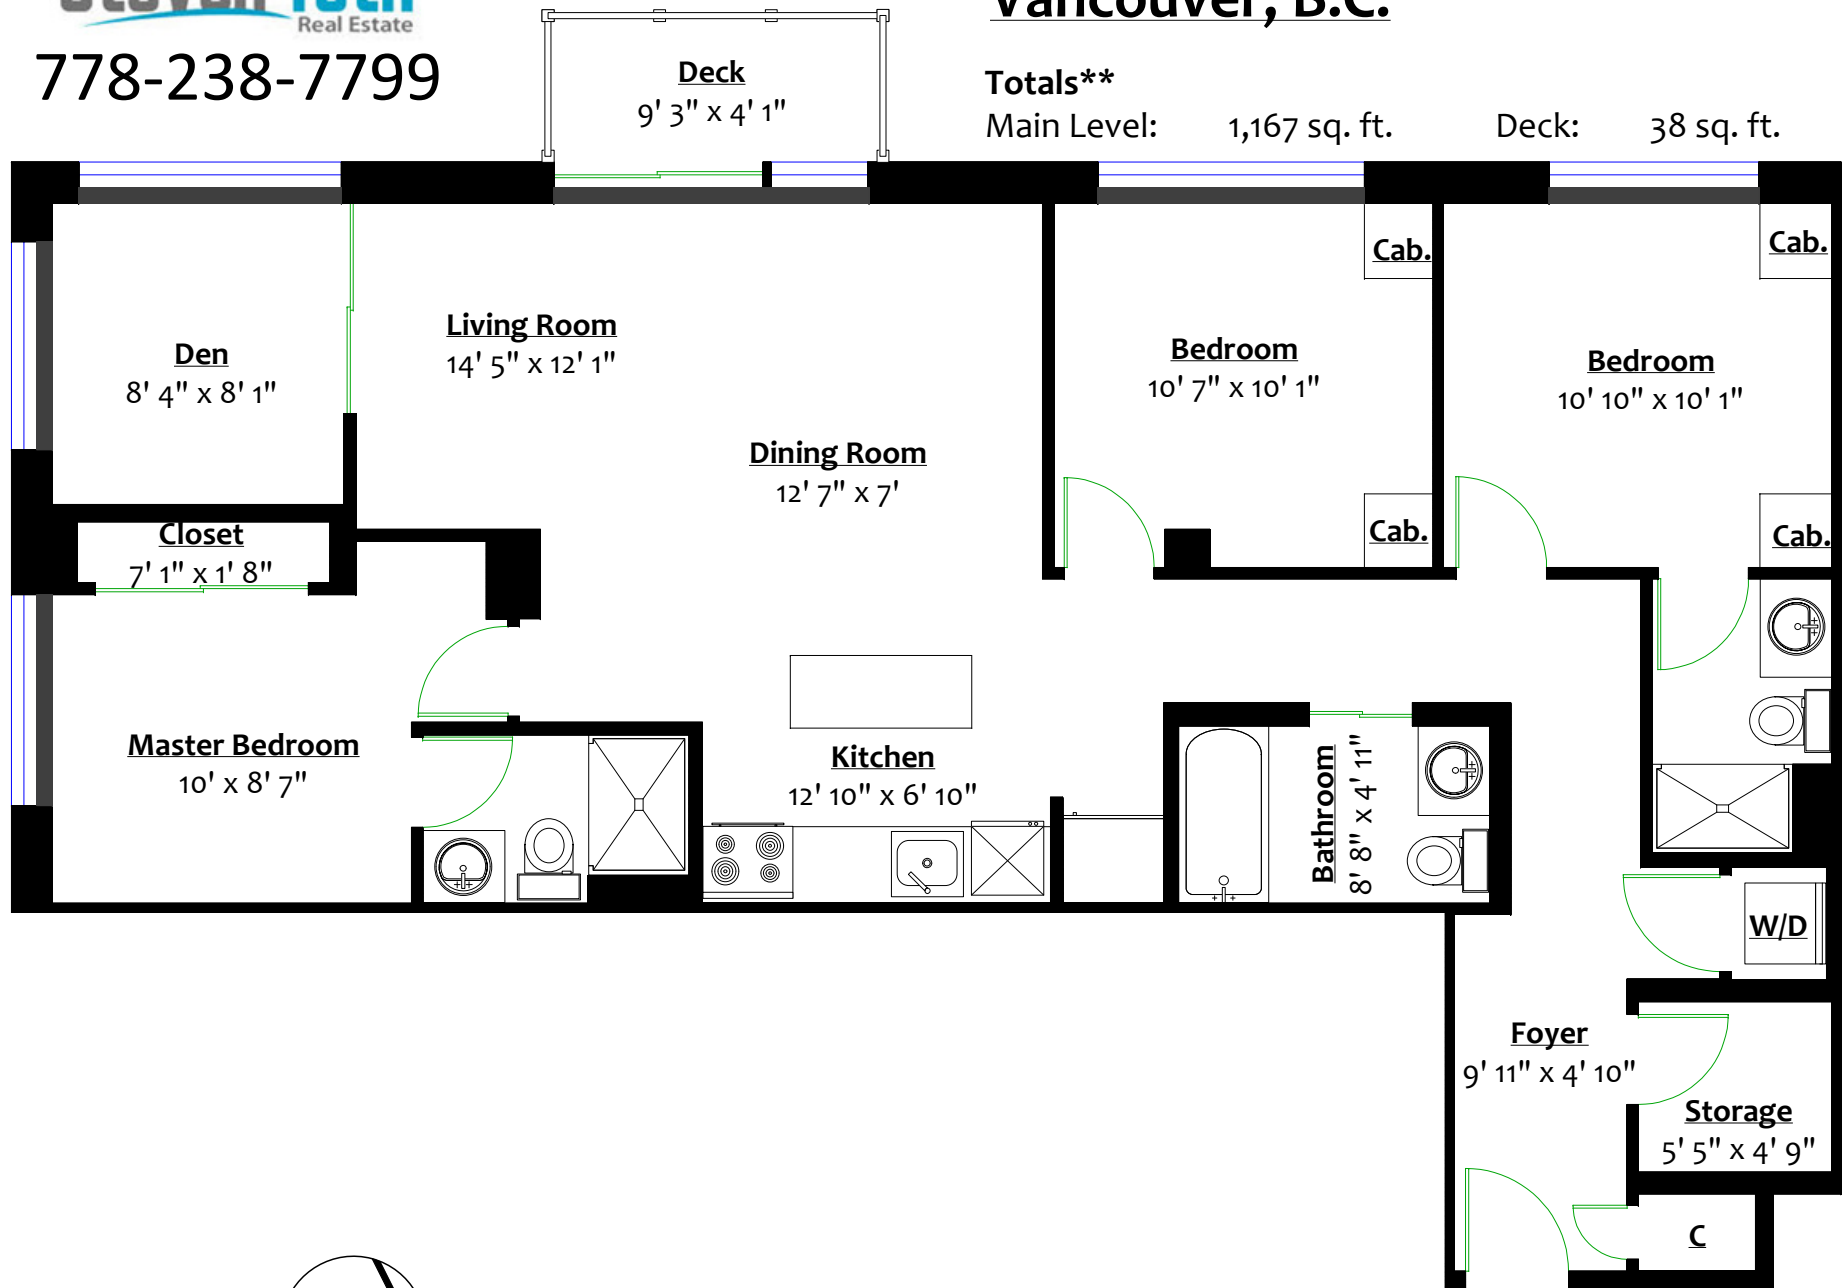 Real Estate
778-238-7799
Vancouver, B.C.
Totals**
Main Level: 1,167 sq. ft. Deck: 38 sq. ft.
Deck
9' 3" x 4' 1"
Cab.
Cab.
Living Room
14' 5" x 12' 1"
Den
8' 4" x 8' 1"
Bedroom
10' 7" x 10' 1"
Bedroom
10' 10" x 10' 1"
Dining Room
12' 7" x 7'
Closet
7' 1" x 1' 8"
Cab.
Cab.
Master Bedroom
10' x 8' 7"
Kitchen
12' 10" x 6' 10"
Bathroom
8' 8" x 4' 11"
W/D
Foyer
9' 11" x 4' 10"
Storage
5' 5" x 4' 9"
C